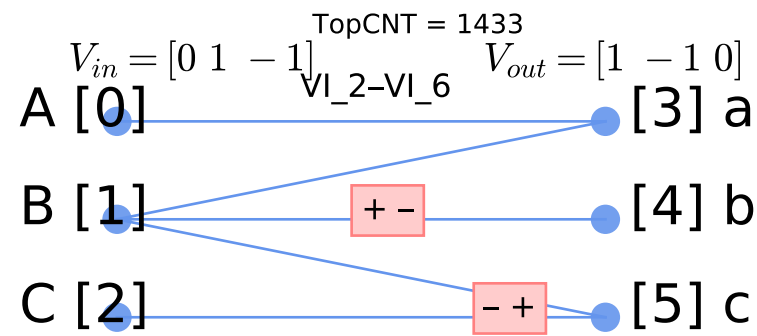 TopCNT = 1433
V_in = [0 1 − 1] V_out = [1 − 1 0]
VI_2–VI_6
A [0] [3] a
B [1] + – [4] b
C [2] – + [5] c